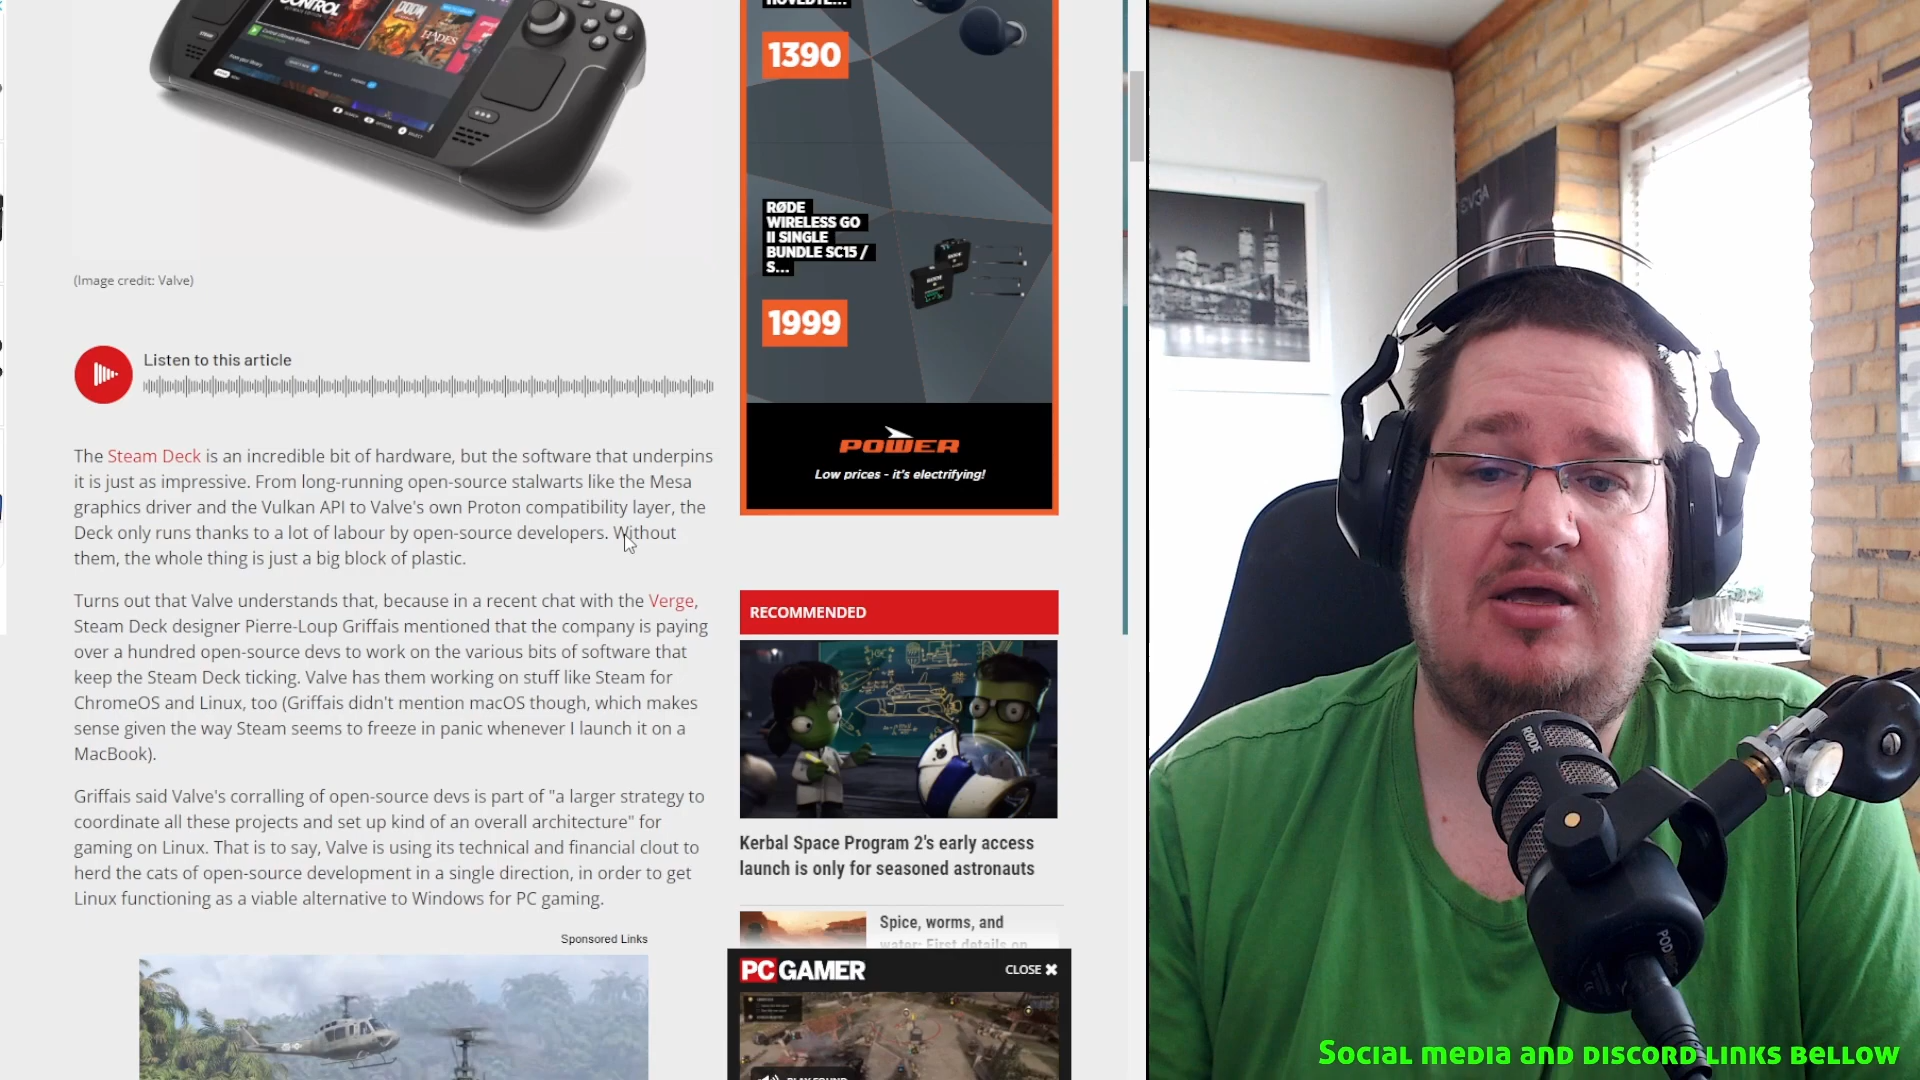 CONTROL
DOOM
HADES
(Image credit: Valve)
Listen to this article
The Steam Deck is an incredible bit of hardware, but the software that underpins
it is just as impressive. From long-running open-source stalwarts like the Mesa
graphics driver and the Vulkan API to Valve's own Proton compatibility layer, the
Deck only runs thanks to a lot of labour by open-source developers. Without
them, the whole thing is just a big block of plastic.
Turns out that Valve understands that, because in a recent chat with the Verge,
Steam Deck designer Pierre-Loup Griffais mentioned that the company is paying
over a hundred open-source devs to work on the various bits of software that
keep the Steam Deck ticking. Valve has them working on stuff like Steam for
ChromeOS and Linux, too (Griffais didn't mention macOS though, which makes
sense given the way Steam seems to freeze in panic whenever I launch it on a
MacBook).
Griffais said Valve's corralling of open-source devs is part of "a larger strategy to
coordinate all these projects and set up kind of an overall architecture" for
gaming on Linux. That is to say, Valve is using its technical and financial clout to
herd the cats of open-source development in a single direction, in order to get
Linux functioning as a viable alternative to Windows for PC gaming.
Sponsored Links
1390
RØDE
WIRELESS GO
II SINGLE
BUNDLE SC15 /
S...
1999
POWER
Low prices - it's electrifying!
RECOMMENDED
Kerbal Space Program 2's early access
launch is only for seasoned astronauts
Spice, worms, and
water: First details on
PC GAMER
CLOSE ✖
EVGA
RØDE
Social media and discord links bellow